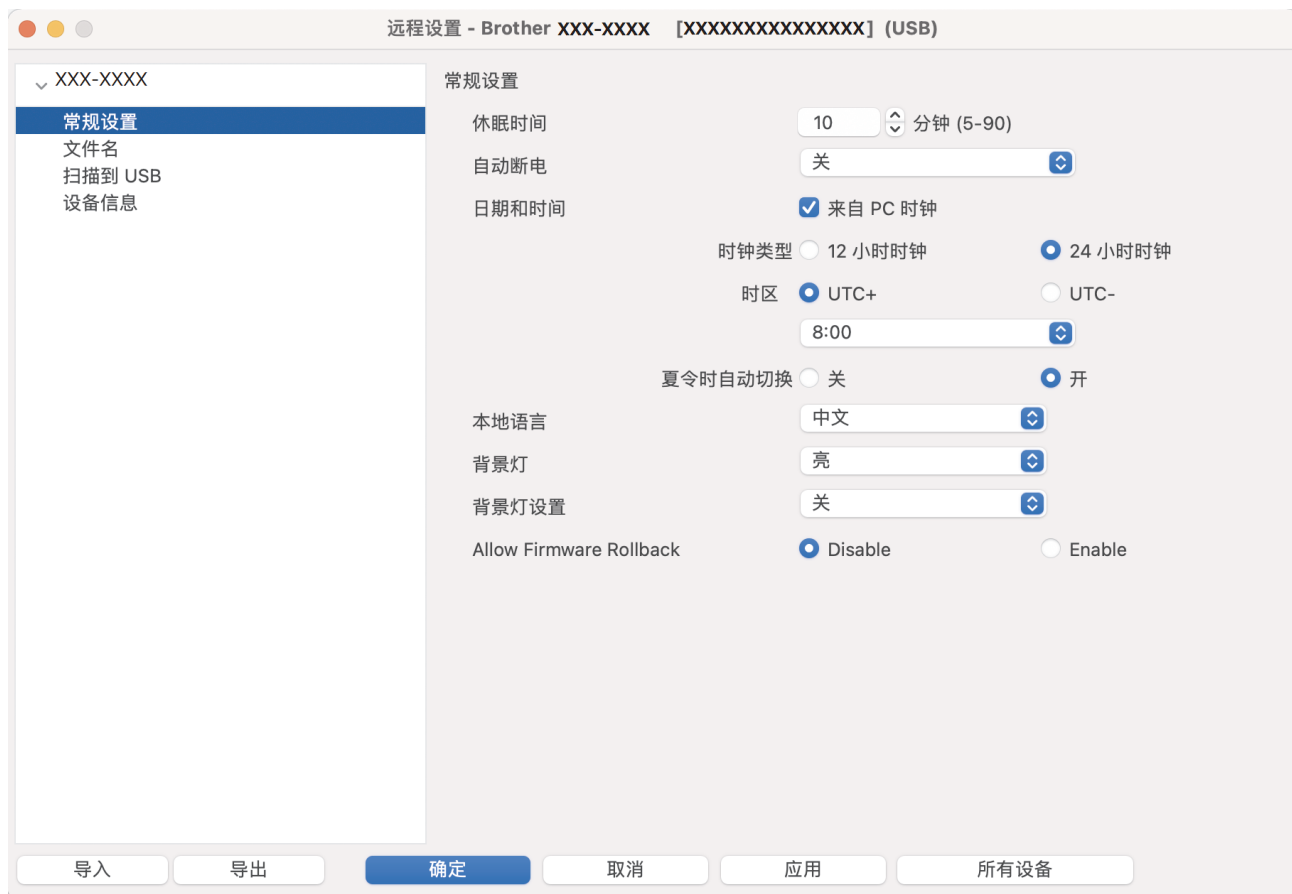 远程设置 - Brother XXX-XXXX [XXXXXXXXXXXXXXX] (USB)
XXX-XXXX
常规设置
文件名
扫描到 USB
设备信息
常规设置
休眠时间 10 分钟 (5-90)
自动断电 关
日期和时间 来自 PC 时钟
时钟类型 12 小时时钟 24 小时时钟
时区 UTC+ UTC-
8:00
夏令时自动切换 关 开
本地语言 中文
背景灯 亮
背景灯设置 关
Allow Firmware Rollback Disable Enable
导入 导出 确定 取消 应用 所有设备